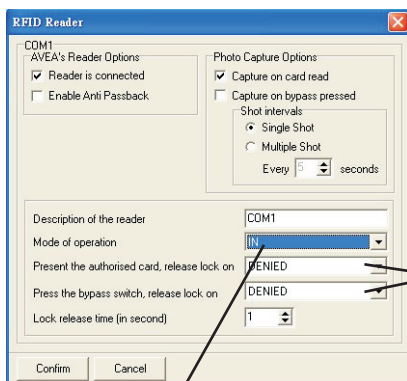 RFID Reader
COM1
AVEA's Reader Options
Reader is connected
Enable Anti Passback
Photo Capture Options
Capture on card read
Capture on bypass pressed
Shot intervals
Single Shot
Multiple Shot
Every 5 seconds
Description of the reader COM1
Mode of operation IN
Present the authorised card, release lock on DENIED
Press the bypass switch, release lock on DENIED
Lock release time (in second) 1
Confirm Cancel